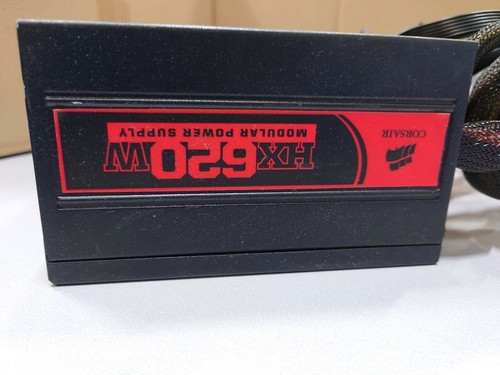 CORSAIR
HX620W
MODULAR POWER SUPPLY